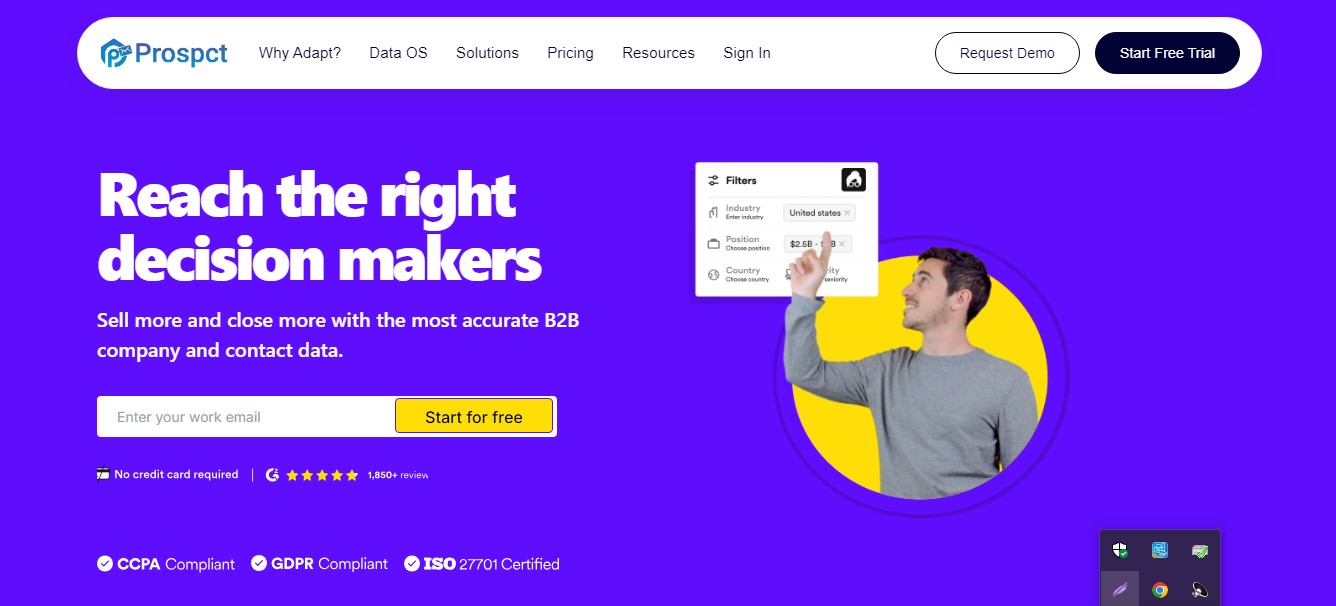 Prospct
Why Adapt? Data OS Solutions Pricing Resources Sign In
Request Demo
Start Free Trial
Reach the right
decision makers
Sell more and close more with the most accurate B2B
company and contact data.
Enter your work email
Start for free
No credit card required | 1,850+ review
CCPA Compliant GDPR Compliant ISO 27701 Certified
Filters
Industry
Enter industry
United states ×
Position
Choose position
$2.5B - B ×
Country
Choose country
seniority